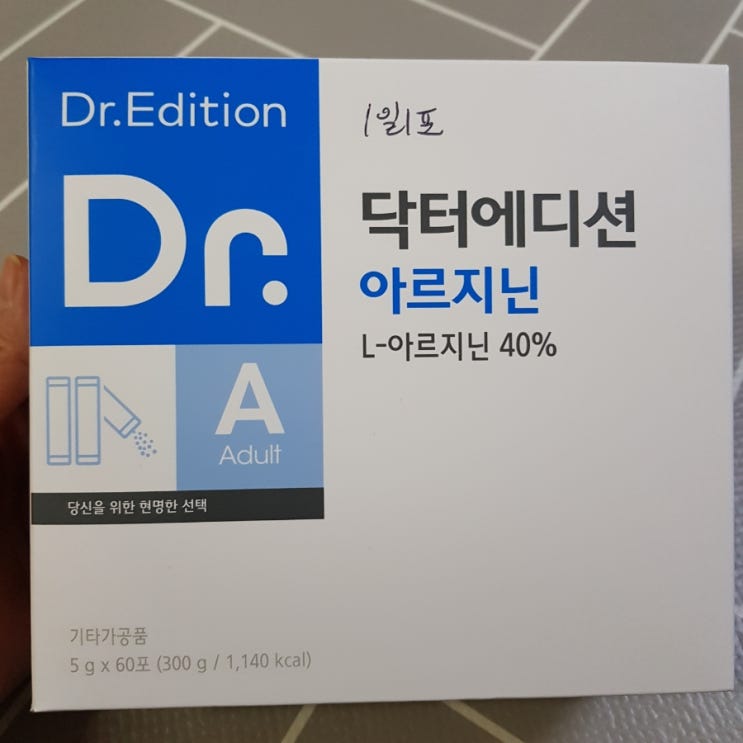 Dr.Edition
Dr.
A
Adult
당신을 위한 현명한 선택
1일1포
닥터에디션
아르지닌
L-아르지닌 40%
기타가공품
5 g x 60포 (300 g / 1,140 kcal)